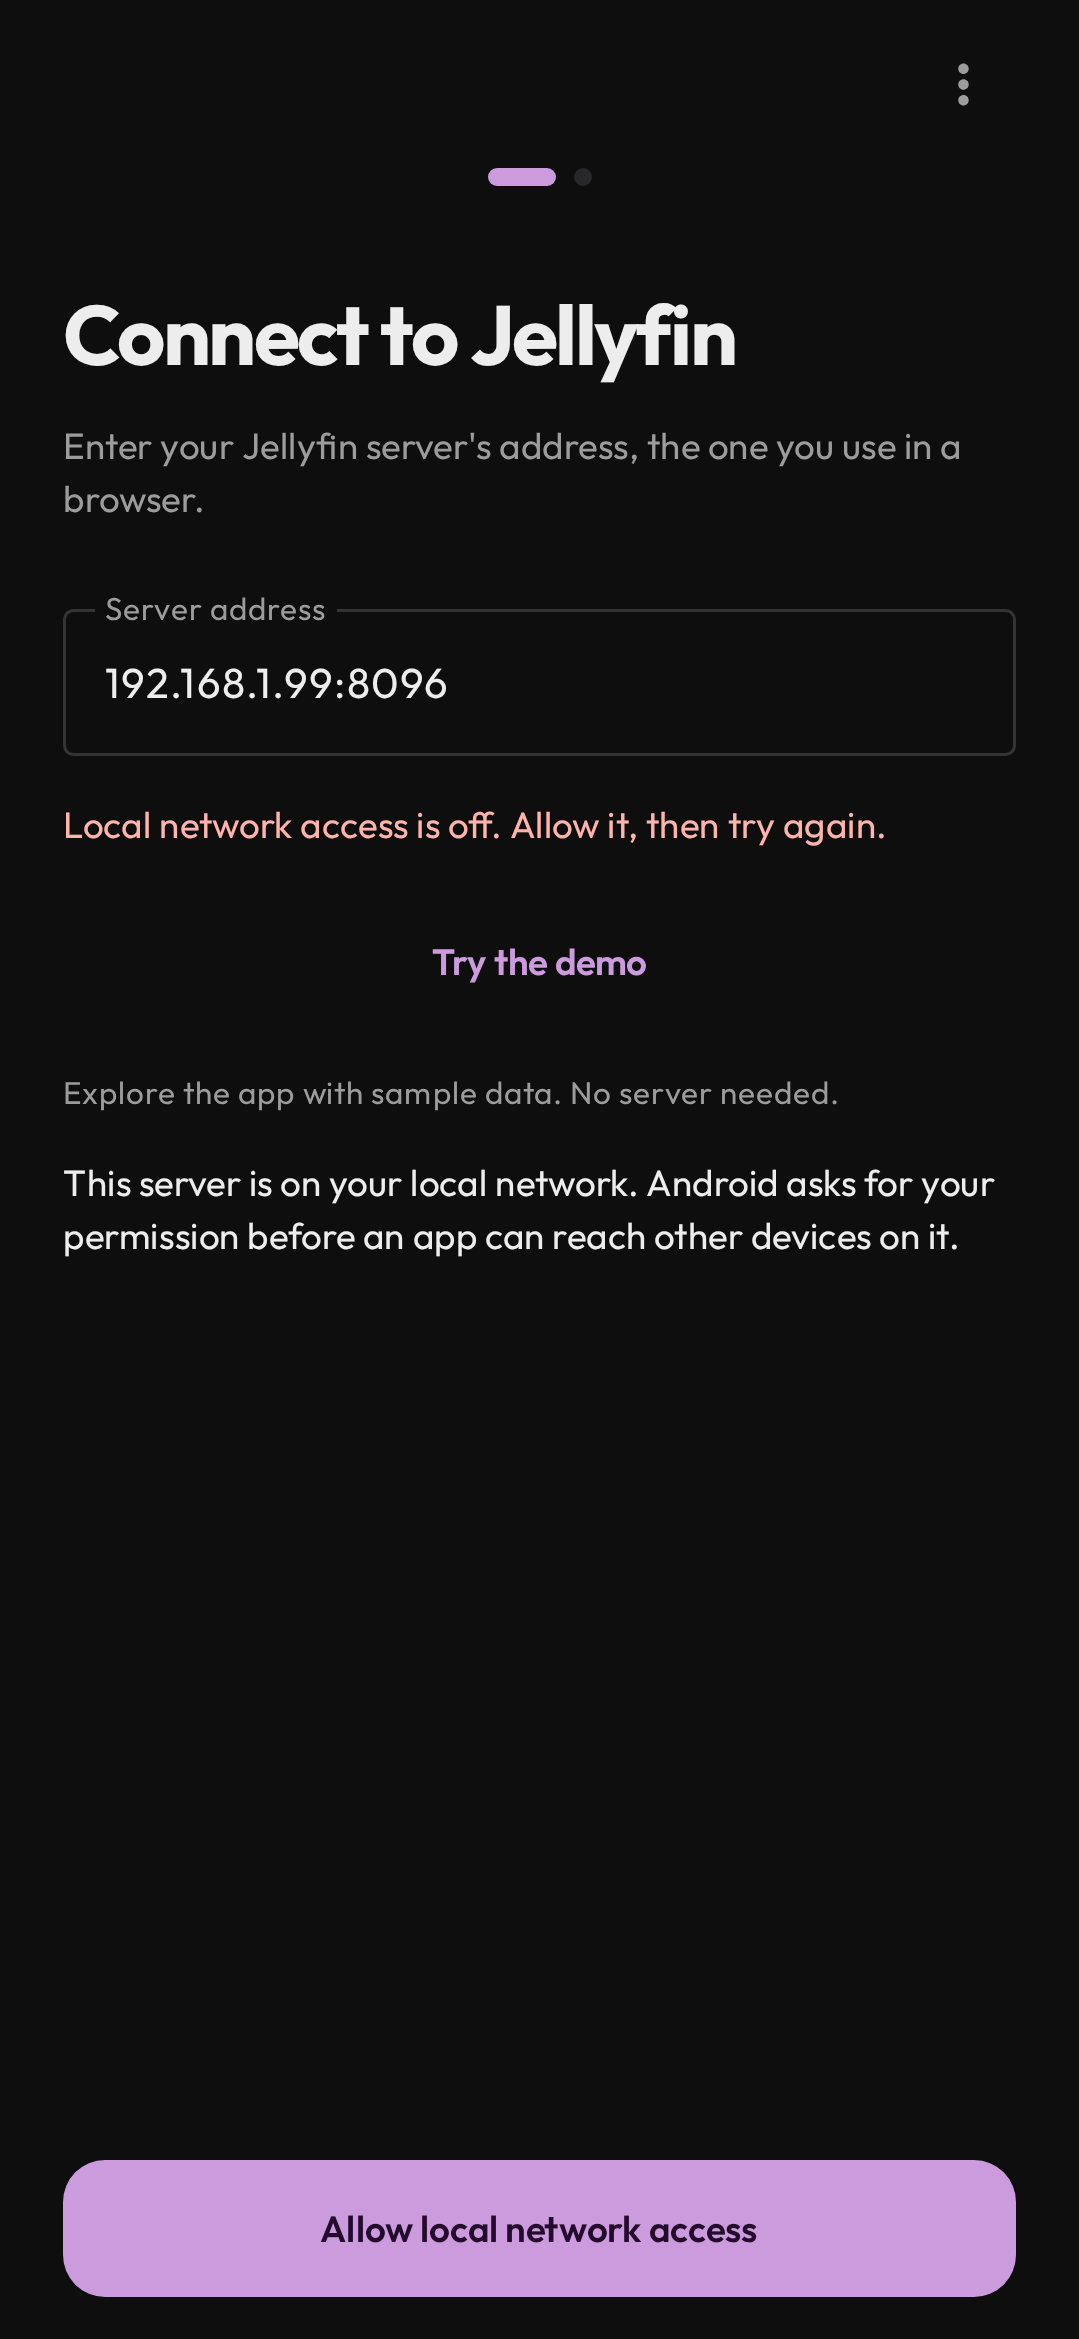 Connect to Jellyfin
Enter your Jellyfin server's address, the one you use in a
browser.
Server address
192.168.1.99:8096
Local network access is off. Allow it, then try again.
Try the demo
Explore the app with sample data. No server needed.
This server is on your local network. Android asks for your
permission before an app can reach other devices on it.
Allow local network access